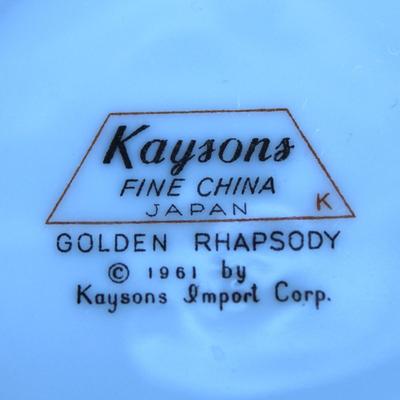 Kaysons
FINE CHINA
JAPAN
K
GOLDEN RHAPSODY
© 1961 by
Kaysons Import Corp.